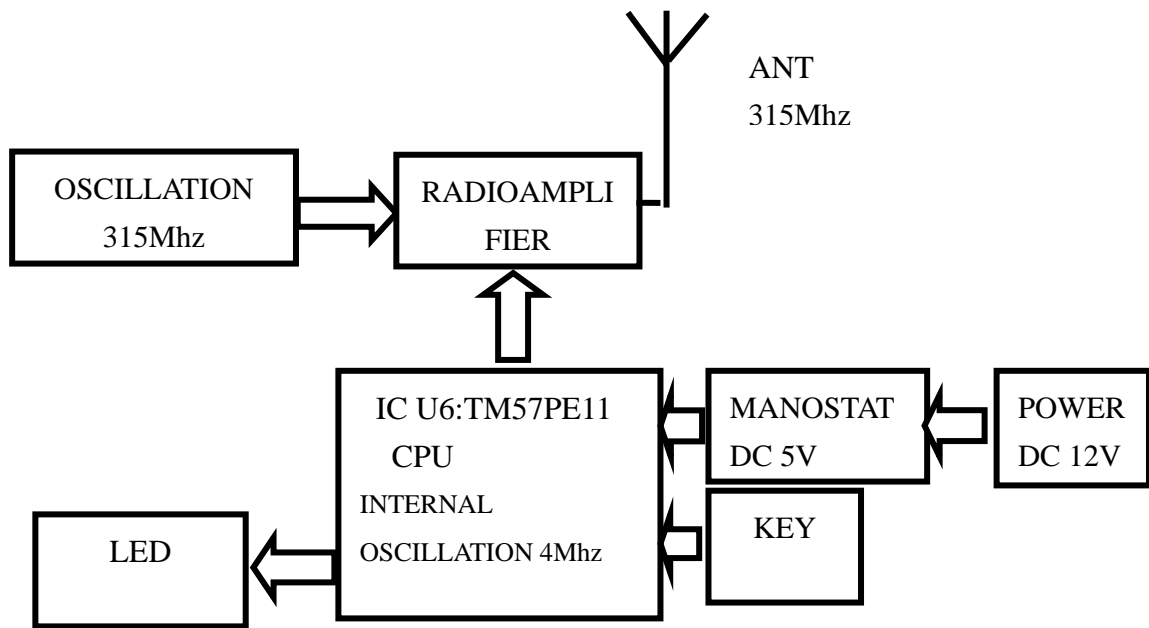 ANT
315Mhz
OSCILLATION
315Mhz
RADIOAMPLI
FIER
IC U6:TM57PE11
CPU
INTERNAL
OSCILLATION 4Mhz
MANOSTAT
DC 5V
POWER
DC 12V
KEY
LED